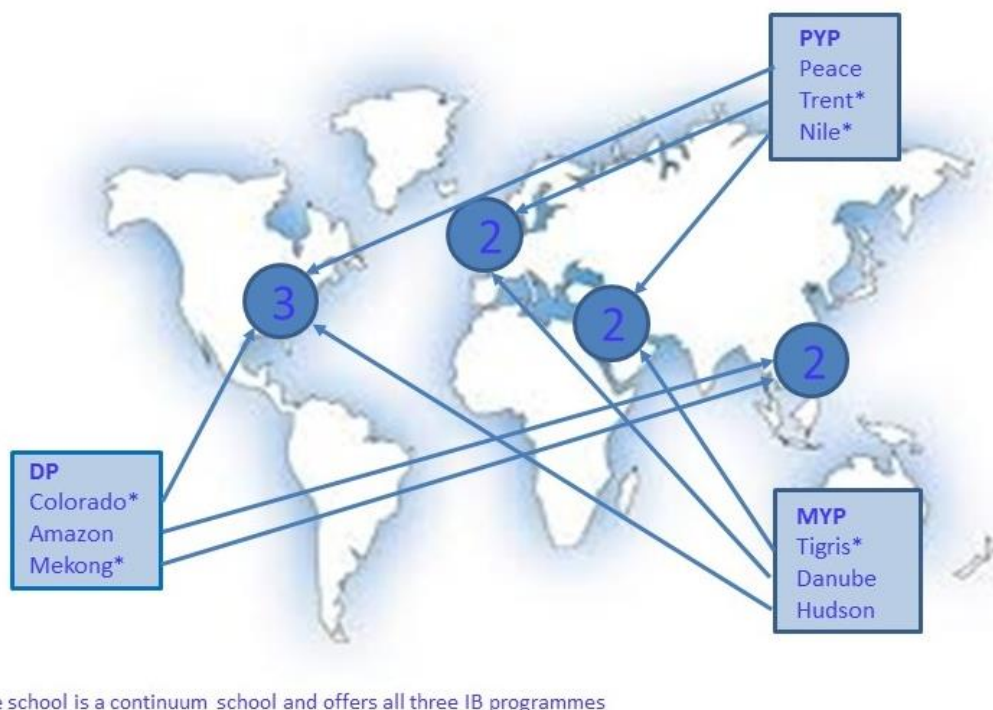 PYP
Peace
Trent*
Nile*
2
3
2
2
DP
Colorado*
Amazon
Mekong*
MYP
Tigris*
Danube
Hudson
school is a continuum school and offers all three IB programmes